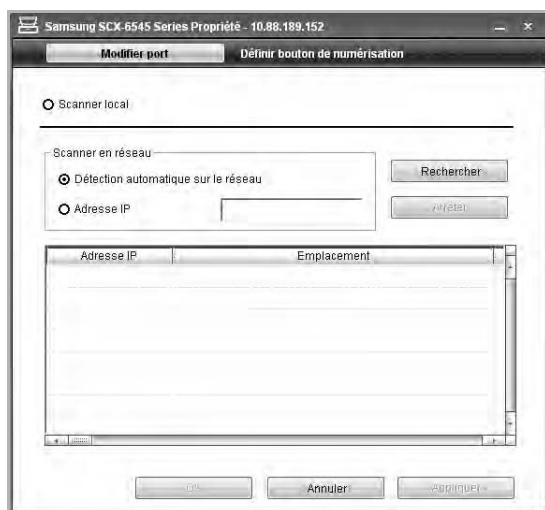 Samsung SCX-6545 Series Propriété - 10.88.189.152
Modifier port Définir bouton de numérisation
Scanner local
Scanner en réseau
Détection automatique sur le réseau
Rechercher
Adresse IP
Arrêter
Adresse IP Emplacement
OK Annuler Appliquer